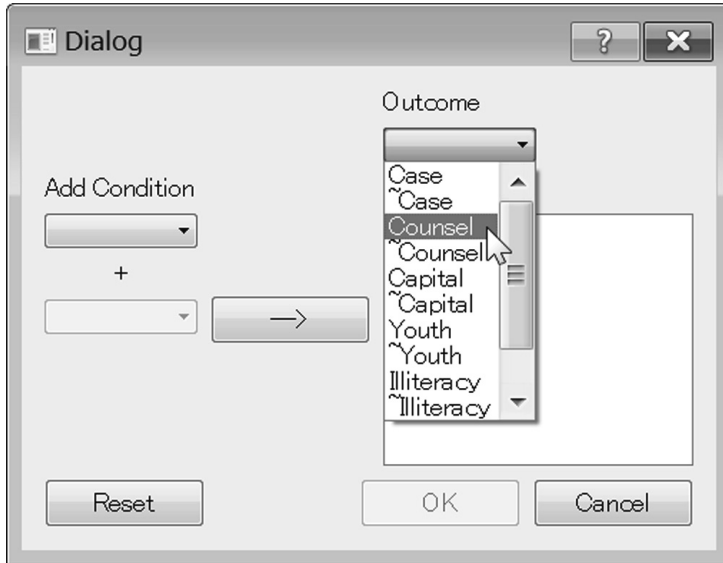 Dialog
?
Outcome
Add Condition
+
Case
~Case
Counsel
~Counsel
Capital
~Capital
Youth
~Youth
Illiteracy
~Illiteracy
Reset
OK
Cancel